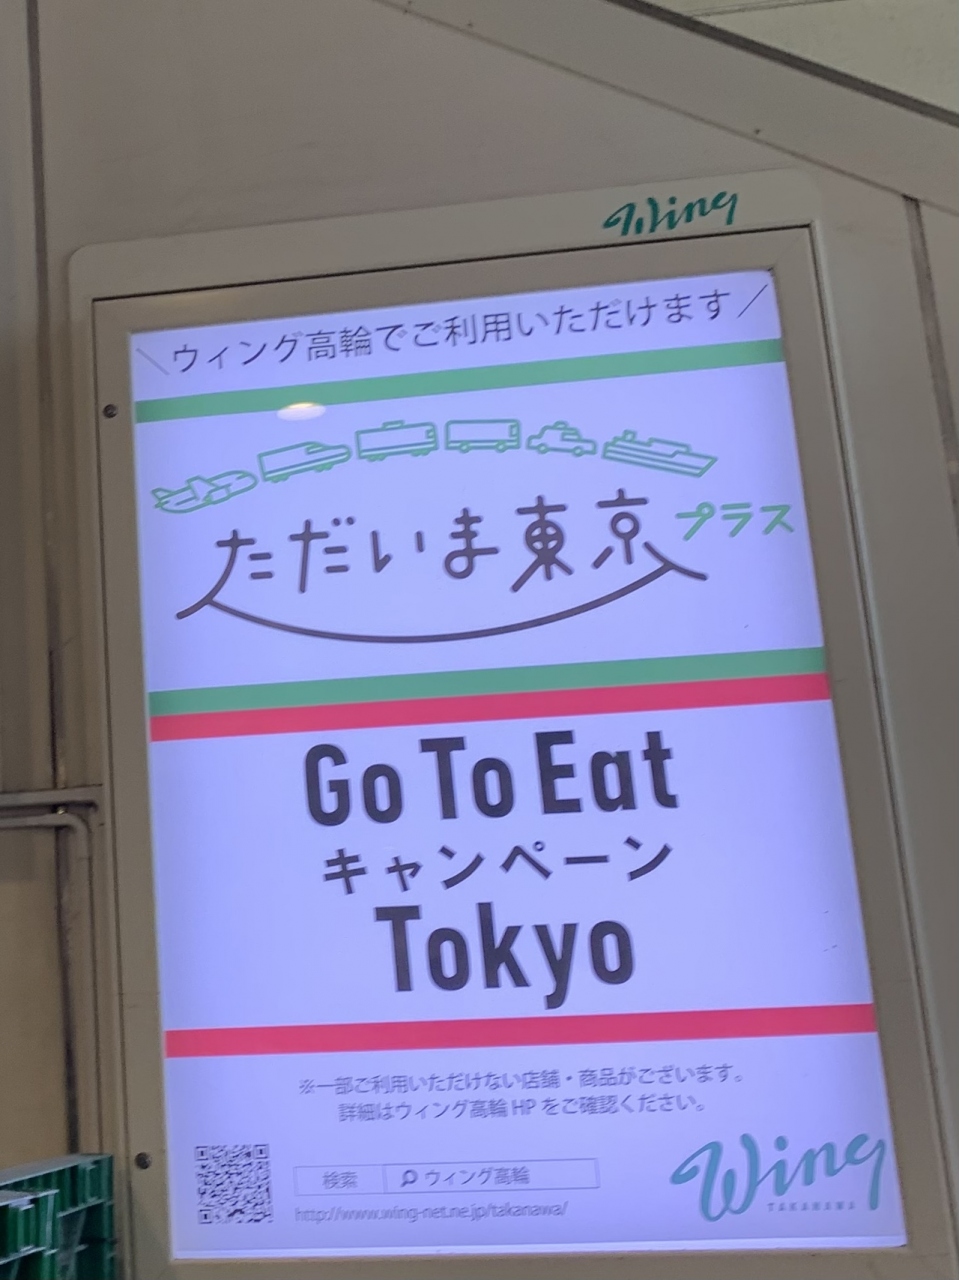 Wing
＼ウィング高輪でご利用いただけます／
ただいま東京プラス
Go To Eat
キャンペーン
Tokyo
※一部ご利用いただけない店舗・商品がございます。
詳細はウィング高輪 HP をご確認ください。
検索 ウィング高輪
http://www.wing-net.ne.jp/takanawa/
Wing
TAKANAWA